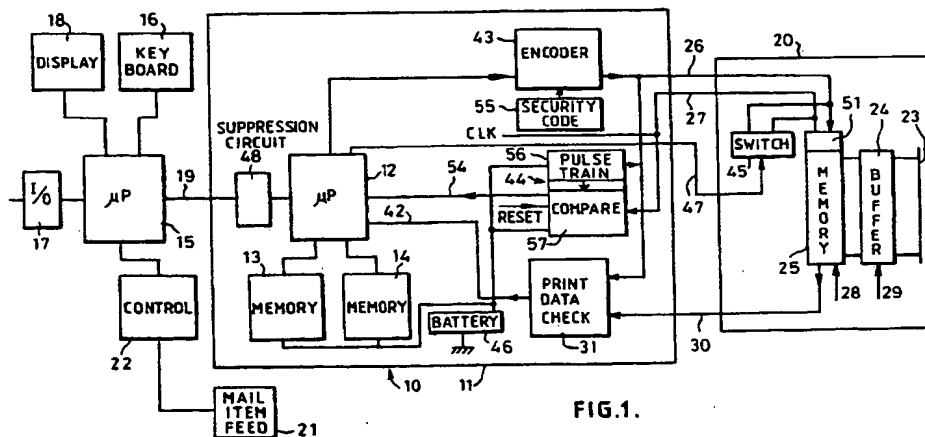 18
16
DISPLAY
KEY
BOARD
43
ENCODER
26
20
27
55
SECURITY
CODE
51
24
23
SUPPRESSION
CIRCUIT
48
12
CLK
56
PULSE
TRAIN
SWITCH
45
19
54
44
47
I/O
μP
μP
42
RESET
COMPARE
MEMORY
BUFFER
17
15
57
13
14
25
CONTROL
MEMORY
MEMORY
PRINT
DATA
CHECK
28
29
BATTERY
46
30
22
31
10
11
MAIL
ITEM
FEED
21
FIG.1.